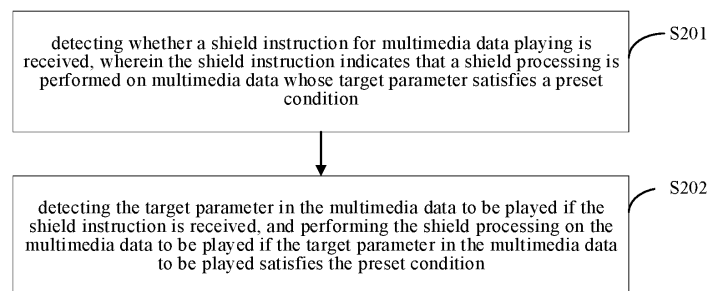 detecting whether a shield instruction for multimedia data playing is
received, wherein the shield instruction indicates that a shield processing is
performed on multimedia data whose target parameter satisfies a preset
condition
S201
detecting the target parameter in the multimedia data to be played if the
shield instruction is received, and performing the shield processing on the
multimedia data to be played if the target parameter in the multimedia data
to be played satisfies the preset condition
S202